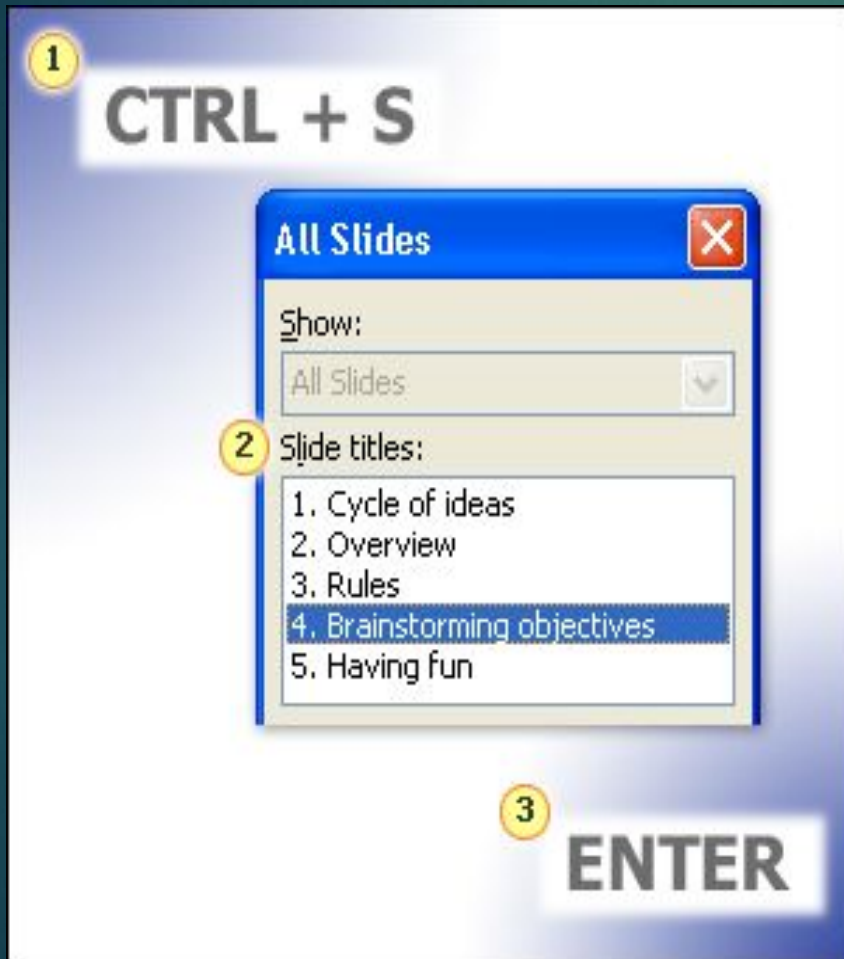 1
CTRL + S
All Slides
Show:
All Slides
2
Slide titles:
1. Cycle of ideas
2. Overview
3. Rules
4. Brainstorming objectives
5. Having fun
3
ENTER